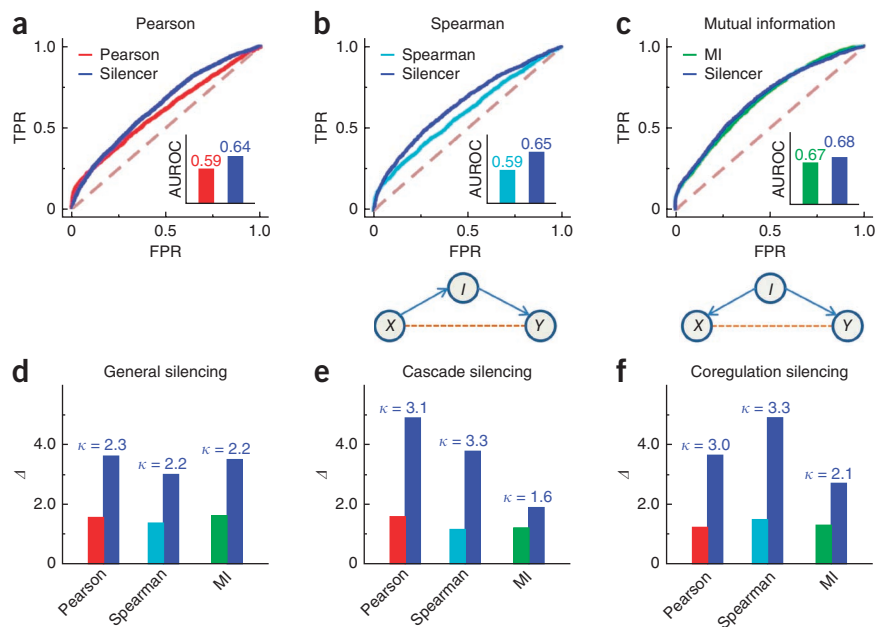 a Pearson
1.0
Pearson
Silencer
TPR
0.5
AUROC
0.59
0.64
0
0 0.5 1.0
FPR
b Spearman
1.0
Spearman
Silencer
TPR
0.5
AUROC
0.59
0.65
0
0 0.5 1.0
FPR
c Mutual information
1.0
MI
Silencer
TPR
0.5
AUROC
0.67
0.68
0
0 0.5 1.0
FPR
I
X Y
I
X Y
d General silencing
κ = 2.3
κ = 2.2
κ = 2.2
4.0
Δ
2.0
0
Pearson
Spearman
MI
e Cascade silencing
κ = 3.1
κ = 3.3
κ = 1.6
4.0
Δ
2.0
0
Pearson
Spearman
MI
f Coregulation silencing
κ = 3.0
κ = 3.3
κ = 2.1
4.0
Δ
2.0
0
Pearson
Spearman
MI